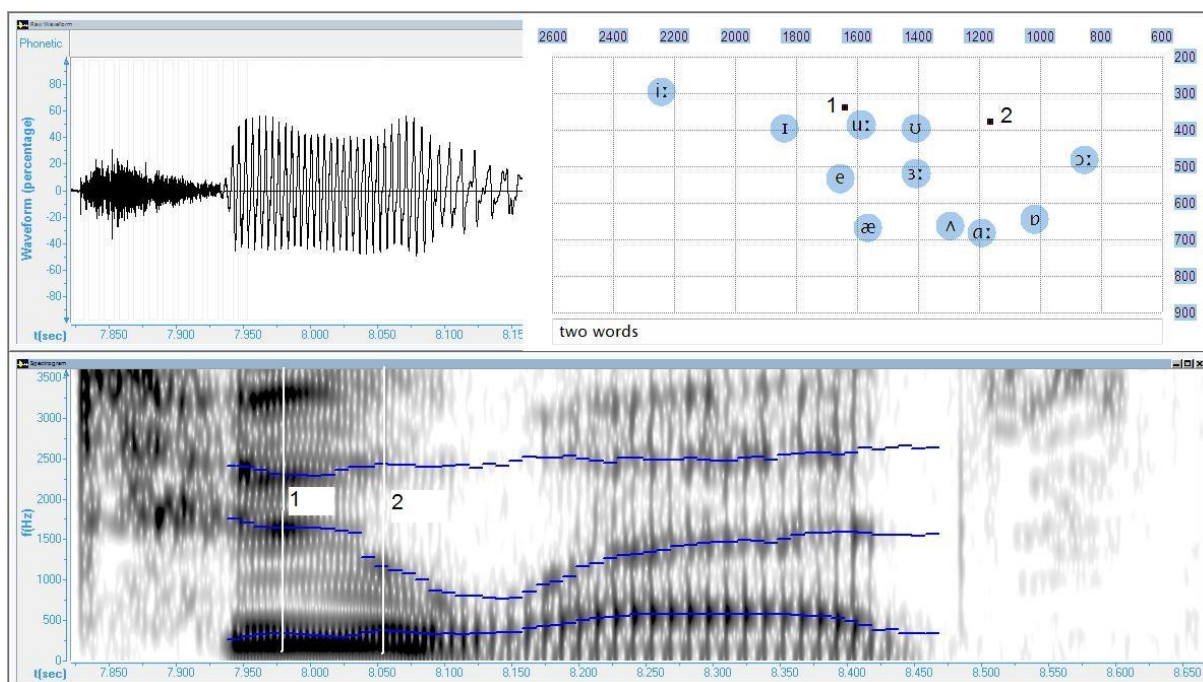 Raw Waveform
Phonetic
Waveform (percentage)
80
60
40
20
0
-20
-40
-60
-80
t(sec) 7.850 7.900 7.950 8.000 8.050 8.100 8.15
2600 2400 2200 2000 1800 1600 1400 1200 1000 800 600
200
300
400
500
600
700
800
900
iː
1
2
ɪ
uː
ʊ
ɔː
e
ɜː
æ
ʌ
ɑː
ɒ
two words
Spectrogram
f(Hz)
3500
3000
2500
2000
1500
1000
500
0
1
2
t(sec) 7.850 7.900 7.950 8.000 8.050 8.100 8.150 8.200 8.250 8.300 8.350 8.400 8.450 8.500 8.550 8.600 8.650